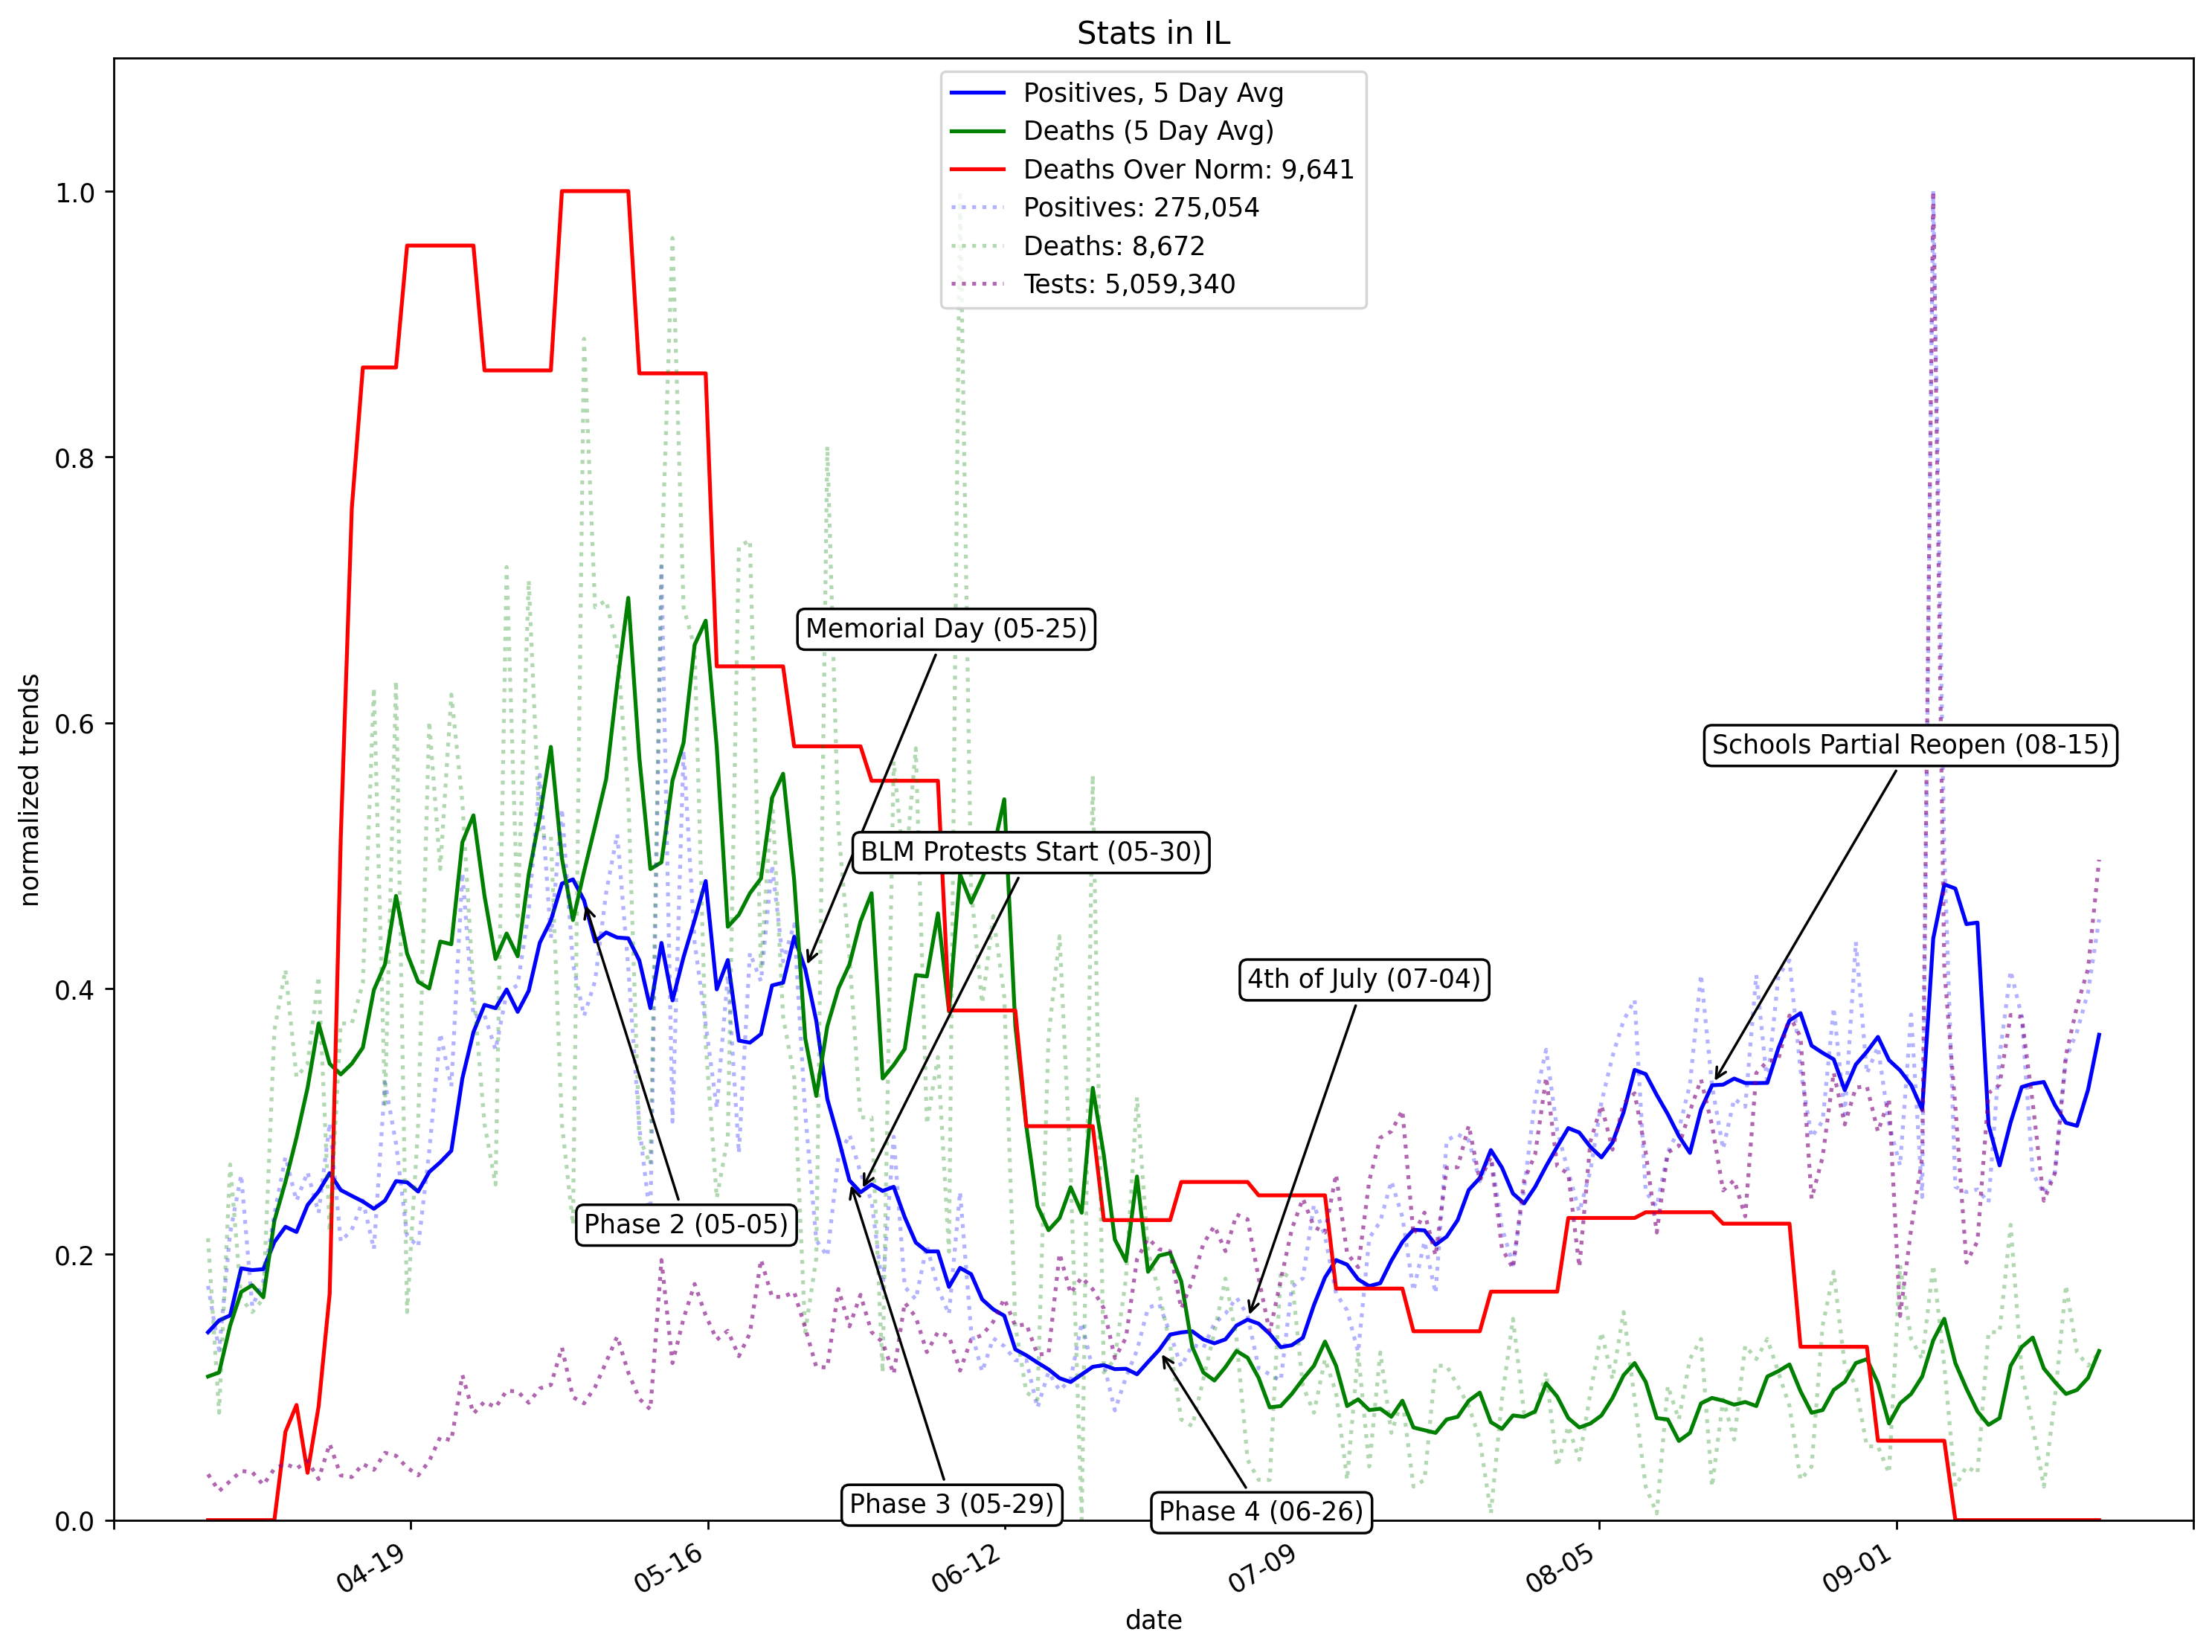 Stats in IL
Positives, 5 Day Avg
Deaths (5 Day Avg)
Deaths Over Norm: 9,641
Positives: 275,054
Deaths: 8,672
Tests: 5,059,340
1.0
0.8
0.6
0.4
0.2
0.0
normalized trends
Memorial Day (05-25)
Schools Partial Reopen (08-15)
BLM Protests Start (05-30)
4th of July (07-04)
Phase 2 (05-05)
Phase 3 (05-29)
Phase 4 (06-26)
04-19
05-16
06-12
07-09
08-05
09-01
date